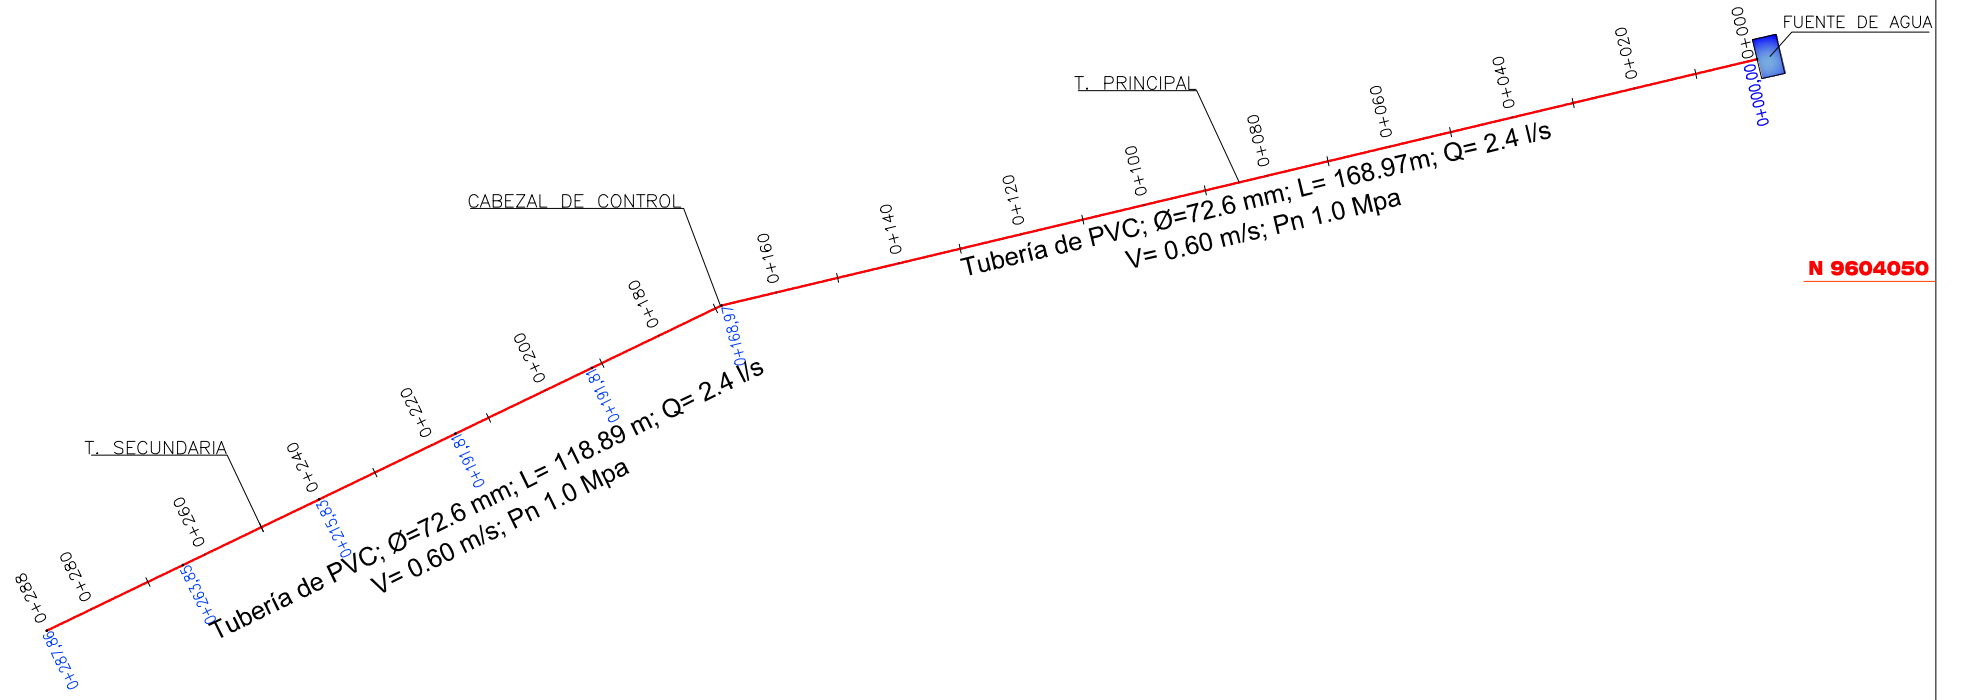 FUENTE DE AGUA
0+000
0+000,00
0+020
0+040
0+060
0+080
T. PRINCIPAL
0+100
0+120
0+140
0+160
Tubería de PVC; Ø=72.6 mm; L= 168.97m; Q= 2.4 l/s
V= 0.60 m/s; Pn 1.0 Mpa
N 9604050
CABEZAL DE CONTROL
0+168,97
0+180
0+191,81
0+200
0+191,81
0+220
T. SECUNDARIA
0+240
0+215,83
0+260
0+263,85
0+280
0+288
0+287,86
Tubería de PVC; Ø=72.6 mm; L= 118.89 m; Q= 2.4 l/s
V= 0.60 m/s; Pn 1.0 Mpa